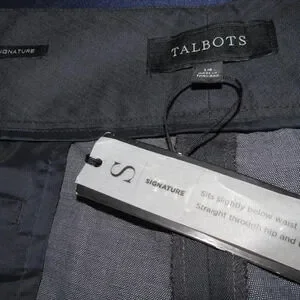 SIGNATURE
TALBOTS
S
SIGNATURE
Sits slightly below waist
Straight through hip and